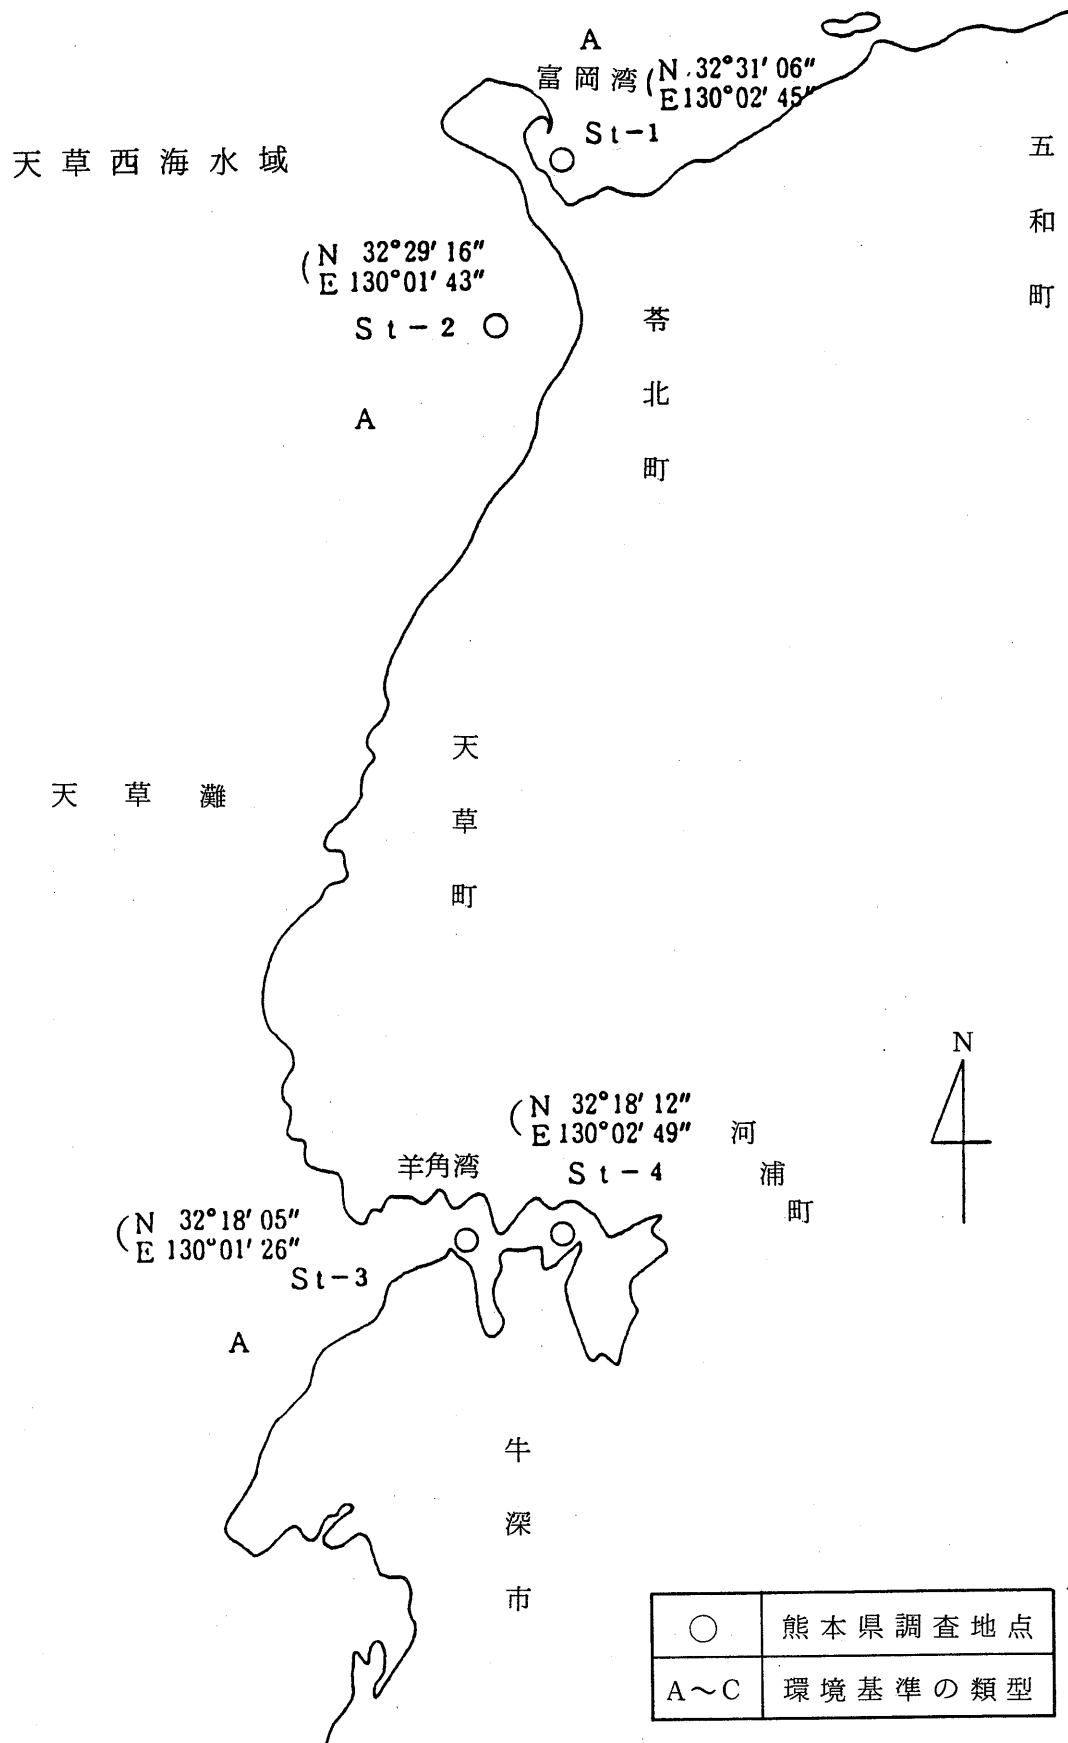 A
富岡湾 (N 32°31′06″
E 130°02′45″
St-1
天草西海水域
五和町
(N 32°29′16″
E 130°01′43″
St-2
苓北町
A
天草町
天草灘
N
(N 32°18′12″
E 130°02′49″
St-4
河浦町
羊角湾
(N 32°18′05″
E 130°01′26″
St-3
A
牛深市
○ 熊本県調査地点
A～C 環境基準の類型